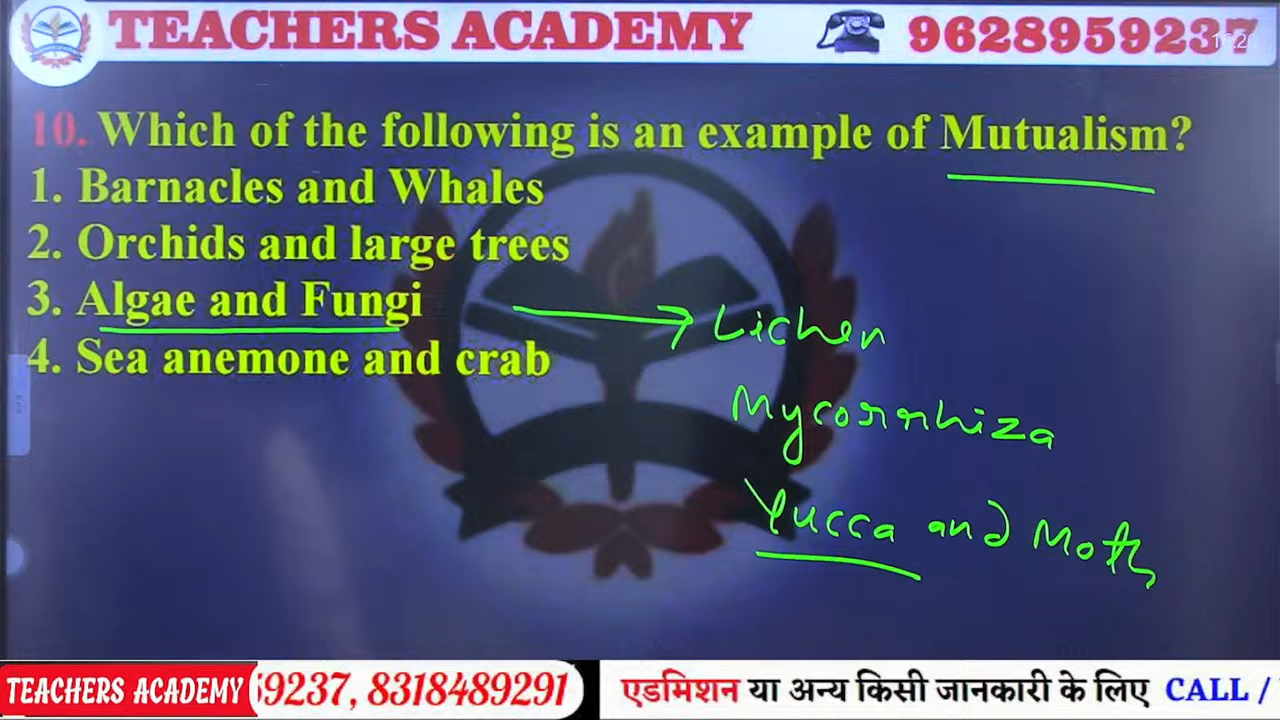 TEACHERS ACADEMY
9628959237
10. Which of the following is an example of Mutualism?
1. Barnacles and Whales
2. Orchids and large trees
3. Algae and Fungi
Lichen
4. Sea anemone and crab
Mycorrhiza
Yucca and Moth
TEACHERS ACADEMY
59237, 8318489291
एडमिशन या अन्य किसी जानकारी के लिए CALL /